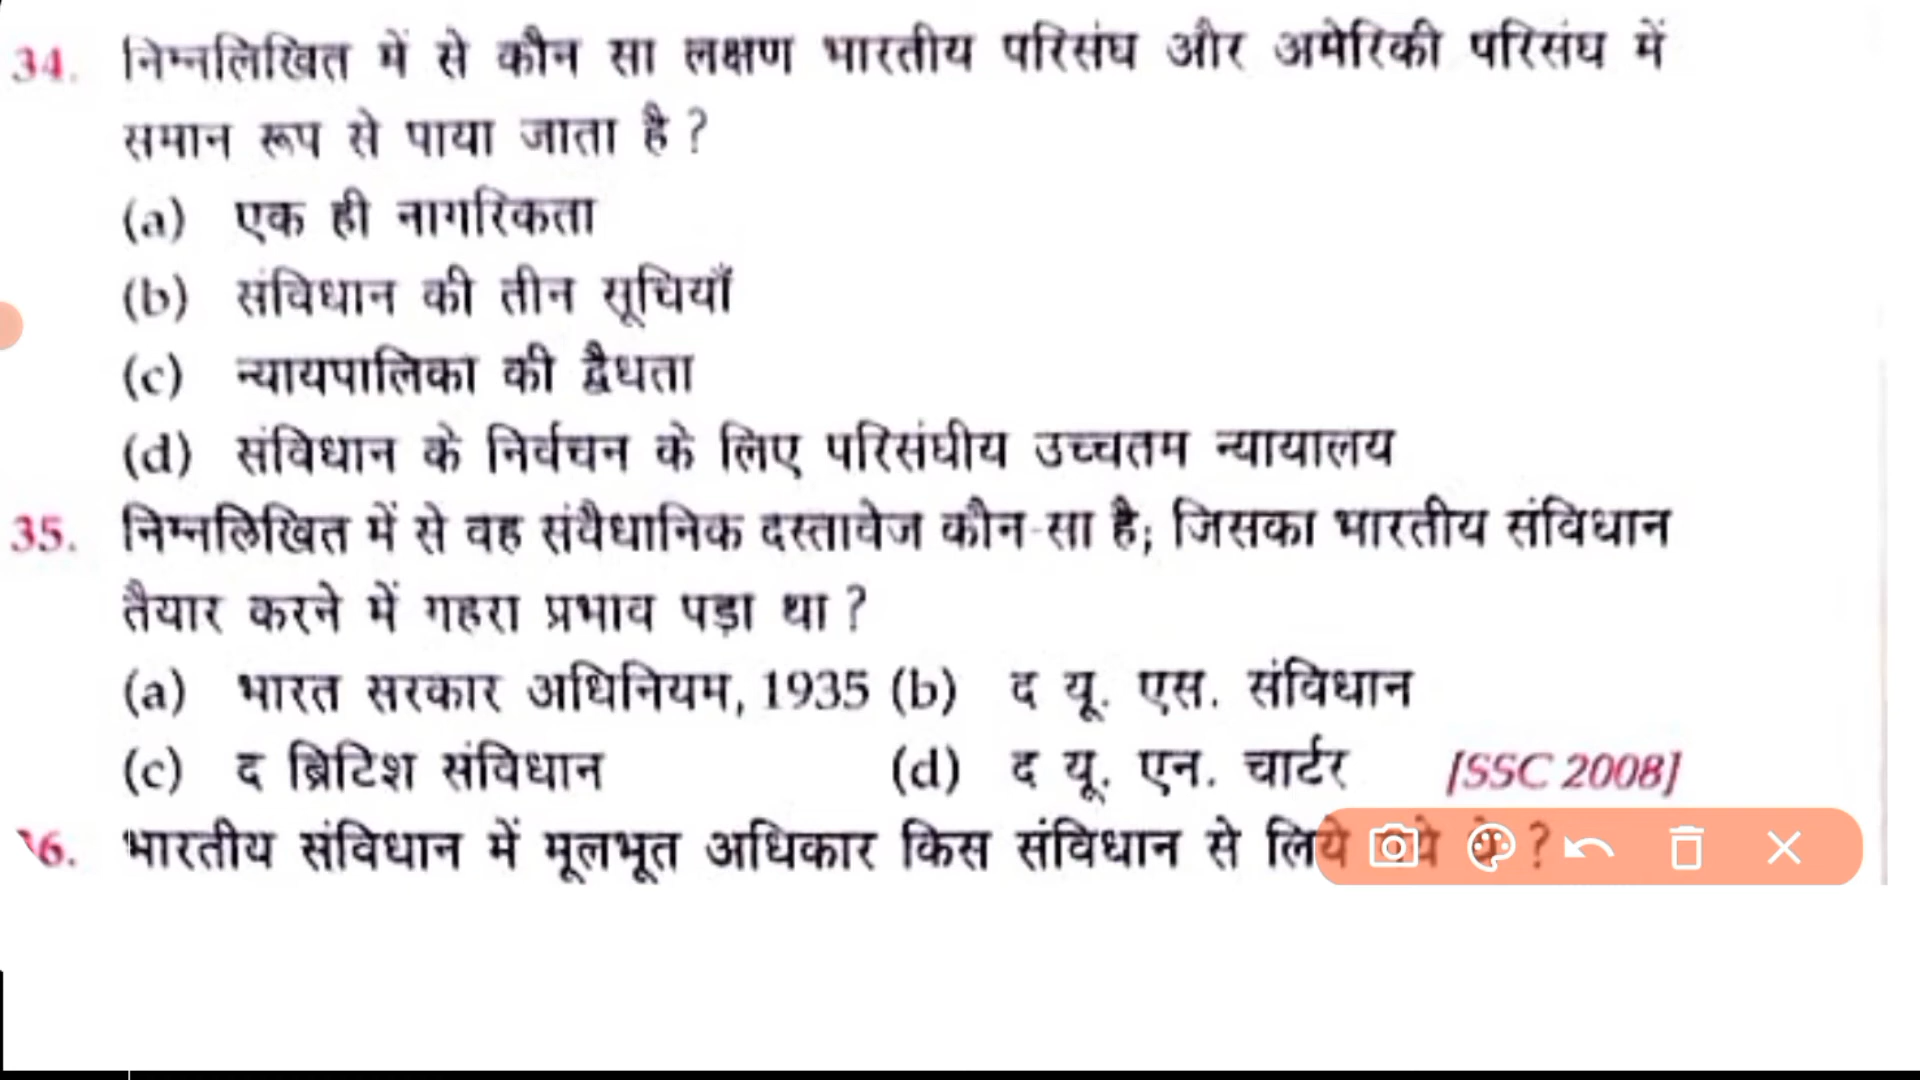 34. निम्नलिखित में से कौन सा लक्षण भारतीय परिसंघ और अमेरिकी परिसंघ में
समान रूप से पाया जाता है ?
(a) एक ही नागरिकता
(b) संविधान की तीन सूचियाँ
(c) न्यायपालिका की द्वैधता
(d) संविधान के निर्वचन के लिए परिसंघीय उच्चतम न्यायालय
35. निम्नलिखित में से वह संवैधानिक दस्तावेज कौन-सा है; जिसका भारतीय संविधान
तैयार करने में गहरा प्रभाव पड़ा था ?
(a) भारत सरकार अधिनियम, 1935 (b) द यू. एस. संविधान
(c) द ब्रिटिश संविधान (d) द यू. एन. चार्टर [SSC 2008]
6. भारतीय संविधान में मूलभूत अधिकार किस संविधान से लिये ?